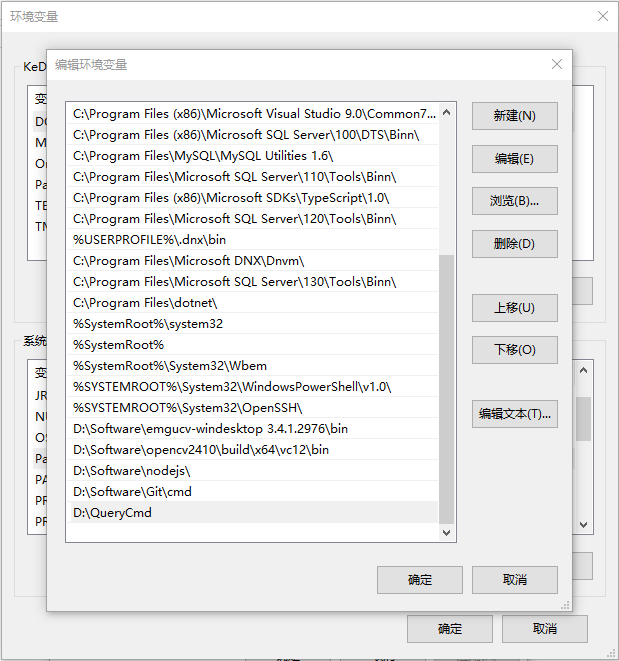 环境变量
编辑环境变量
C:\Program Files (x86)\Microsoft Visual Studio 9.0\Common7...
C:\Program Files (x86)\Microsoft SQL Server\100\DTS\Binn\
C:\Program Files\MySQL\MySQL Utilities 1.6\
C:\Program Files\Microsoft SQL Server\110\Tools\Binn\
C:\Program Files (x86)\Microsoft SDKs\TypeScript\1.0\
C:\Program Files\Microsoft SQL Server\120\Tools\Binn\
%USERPROFILE%\.dnx\bin
C:\Program Files\Microsoft DNX\Dnvm\
C:\Program Files\Microsoft SQL Server\130\Tools\Binn\
C:\Program Files\dotnet\
%SystemRoot%\system32
%SystemRoot%
%SystemRoot%\System32\Wbem
%SYSTEMROOT%\System32\WindowsPowerShell\v1.0\
%SYSTEMROOT%\System32\OpenSSH\
D:\Software\emgucv-windesktop 3.4.1.2976\bin
D:\Software\opencv2410\build\x64\vc12\bin
D:\Software\nodejs\
D:\Software\Git\cmd
D:\QueryCmd
新建(N)
编辑(E)
浏览(B)...
删除(D)
上移(U)
下移(O)
编辑文本(T)...
确定
取消
KeD
变
M
Pa
TE
TM
系统
变
JR
OS
Pa
PA
PR
PR
确定
取消